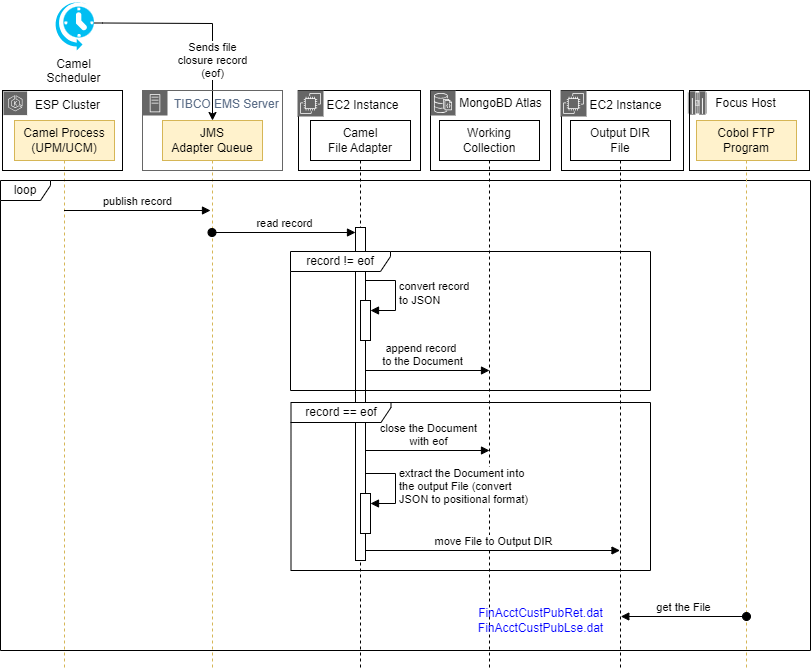 Camel
Scheduler
Sends file
closure record
(eof)
ESP Cluster
Camel Process
(UPM/UCM)
TIBCO EMS Server
JMS
Adapter Queue
EC2 Instance
Camel
File Adapter
MongoBD Atlas
Working
Collection
EC2 Instance
Output DIR
File
Focus Host
Cobol FTP
Program
loop
publish record
read record
record != eof
convert record
to JSON
append record
to the Document
record == eof
close the Document
with eof
extract the Document into
the output File (convert
JSON to positional format)
move File to Output DIR
get the File
FinAcctCustPubRet.dat
FinAcctCustPubLse.dat